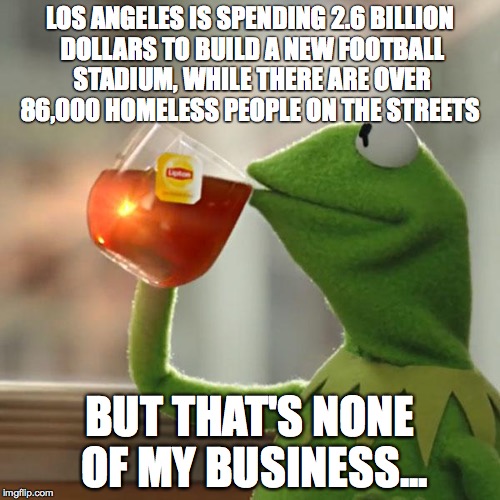 LOS ANGELES IS SPENDING 2.6 BILLION
DOLLARS TO BUILD A NEW FOOTBALL
STADIUM, WHILE THERE ARE OVER
86,000 HOMELESS PEOPLE ON THE STREETS
Lipton
BUT THAT'S NONE
OF MY BUSINESS...
imgflip.com